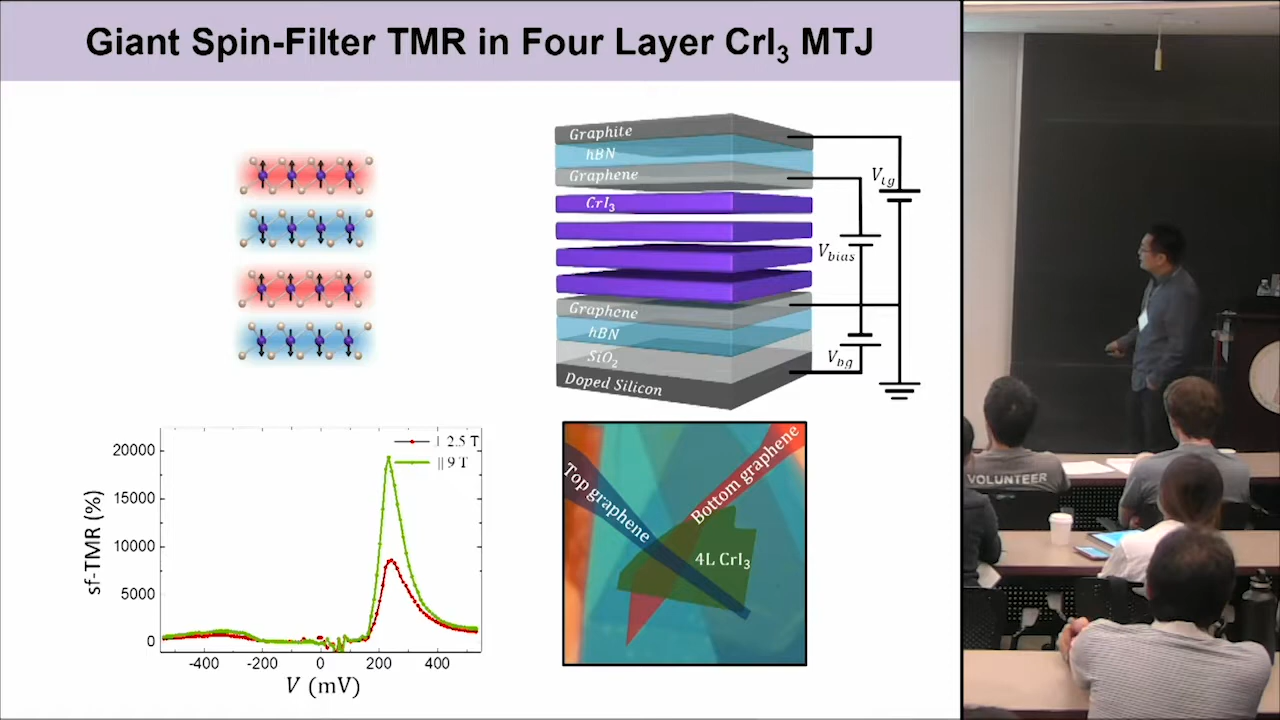 Giant Spin-Filter TMR in Four Layer CrI₃ MTJ
Graphite
hBN
Graphene
CrI₃
Graphene
hBN
SiO₂
Doped Silicon
V_tg
V_bias
V_bg
⊥ 2.5 T
|| 9 T
sf-TMR (%)
20000
15000
10000
5000
0
-400 -200 0 200 400
V (mV)
Top graphene
Bottom graphene
4L CrI₃
VOLUNTEER